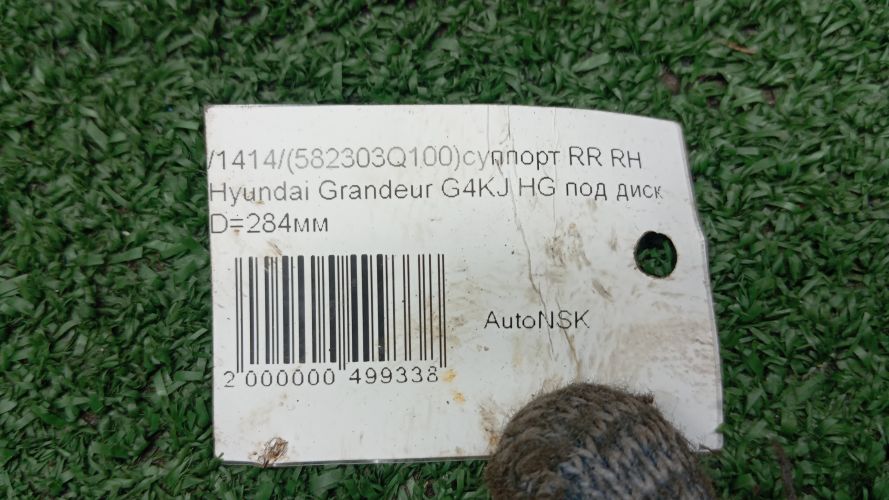 /1414/(582303Q100)суппорт RR RH
Hyundai Grandeur G4KJ HG под диск
D=284мм
AutoNSK
2 000000 499338